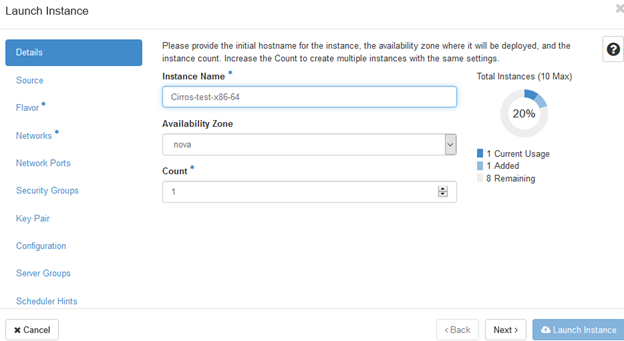 Launch Instance
Details
Source
Flavor *
Networks *
Network Ports
Security Groups
Key Pair
Configuration
Server Groups
Scheduler Hints
Please provide the initial hostname for the instance, the availability zone where it will be deployed, and the
instance count. Increase the Count to create multiple instances with the same settings.
Instance Name *
Cirros-test-x86-64
Availability Zone
nova
Count *
1
Total Instances (10 Max)
20%
1 Current Usage
1 Added
8 Remaining
?
× Cancel
< Back
Next >
Launch Instance